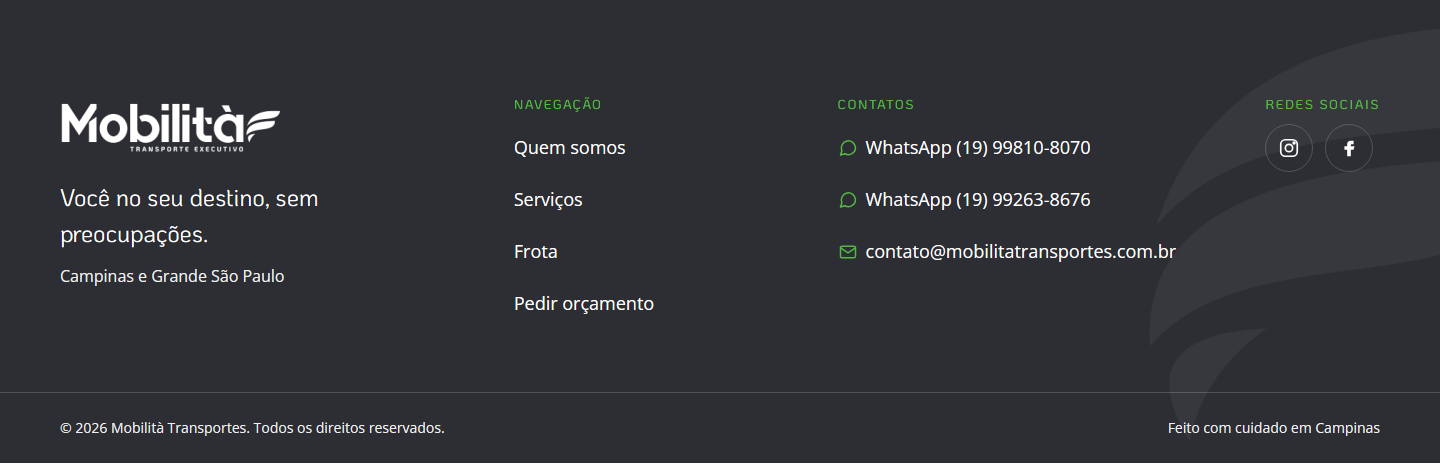 Mobilità
TRANSPORTE EXECUTIVO
Você no seu destino, sem
preocupações.
Campinas e Grande São Paulo
NAVEGAÇÃO
Quem somos
Serviços
Frota
Pedir orçamento
CONTATOS
WhatsApp (19) 99810-8070
WhatsApp (19) 99263-8676
contato@mobilitatransportes.com.br
REDES SOCIAIS
© 2026 Mobilità Transportes. Todos os direitos reservados.
Feito com cuidado em Campinas